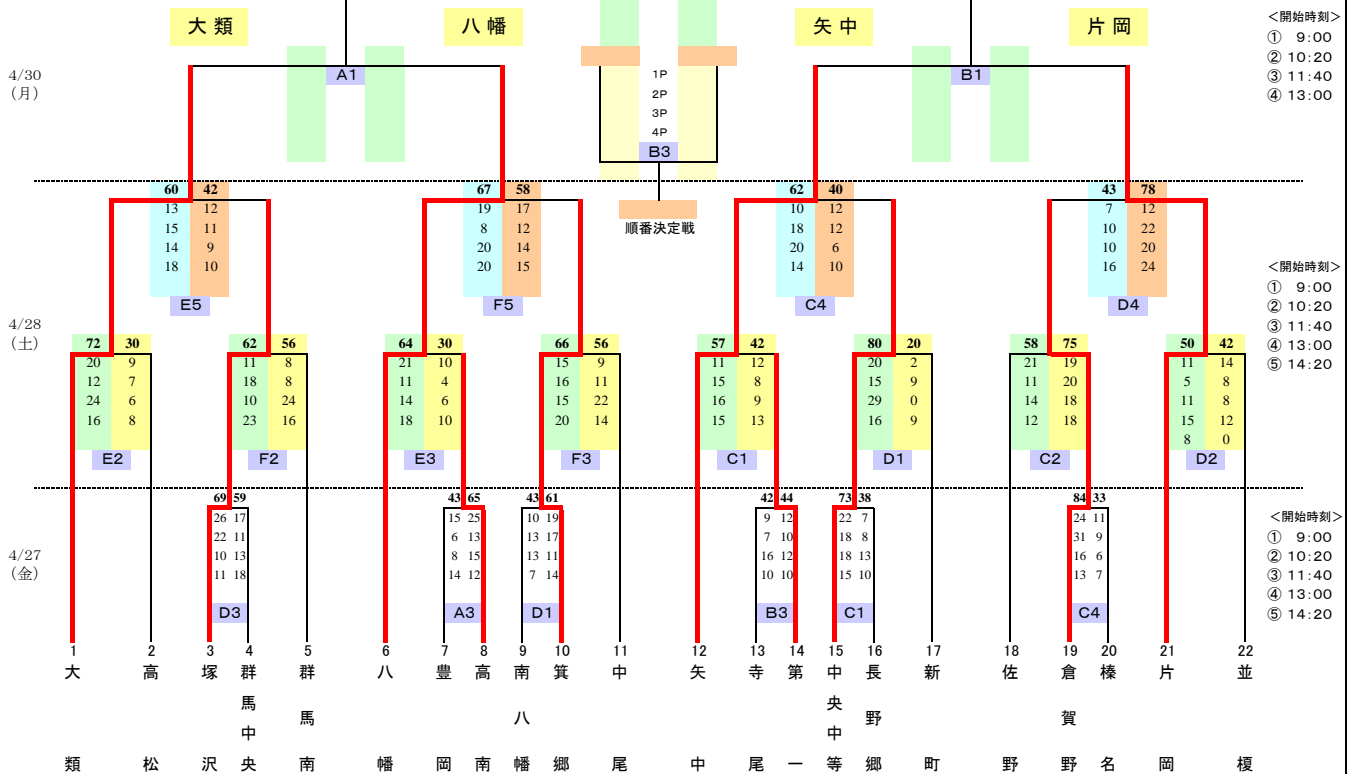 大類 八幡 矢中 片岡
＜開始時刻＞
① 9:00
② 10:20
③ 11:40
④ 13:00
4/30
（月）
A1 B1
1P
2P
3P
4P
B3
順番決定戦
60 42 67 58 62 40 43 78
13 12 19 17 10 12 7 12
15 11 8 12 18 12 10 22
14 9 20 14 20 6 10 20
18 10 20 15 14 10 16 24
E5 F5 C4 D4
＜開始時刻＞
① 9:00
② 10:20
③ 11:40
④ 13:00
⑤ 14:20
4/28
（土）
72 30 62 56 64 30 66 56 57 42 80 20 58 75 50 42
20 9 11 8 21 10 15 9 11 12 20 2 21 19 11 14
12 7 18 8 11 4 16 11 15 8 15 9 11 20 5 8
24 6 10 24 14 6 15 22 16 9 29 0 14 18 11 8
16 8 23 16 18 10 20 14 15 13 16 9 12 18 15 12
8 0
E2 F2 E3 F3 C1 D1 C2 D2
69 59 43 65 43 61 42 44 73 38 84 33
26 17 15 25 10 19 9 12 22 7 24 11
22 11 6 13 13 17 7 10 18 8 31 9
10 13 8 15 13 11 16 12 18 13 16 6
11 18 14 12 7 14 10 10 15 10 13 7
D3 A3 D1 B3 C1 C4
4/27
（金）
＜開始時刻＞
① 9:00
② 10:20
③ 11:40
④ 13:00
⑤ 14:20
1 2 3 4 5 6 7 8 9 10 11 12 13 14 15 16 17 18 19 20 21 22
大類
高松
塚沢
群馬中央
群馬南
八幡
豊岡
高南
南八幡
箕郷
中尾
矢中
寺尾
第一
中央中等
長野郷
新町
佐野
倉賀野
榛名
片岡
並榎